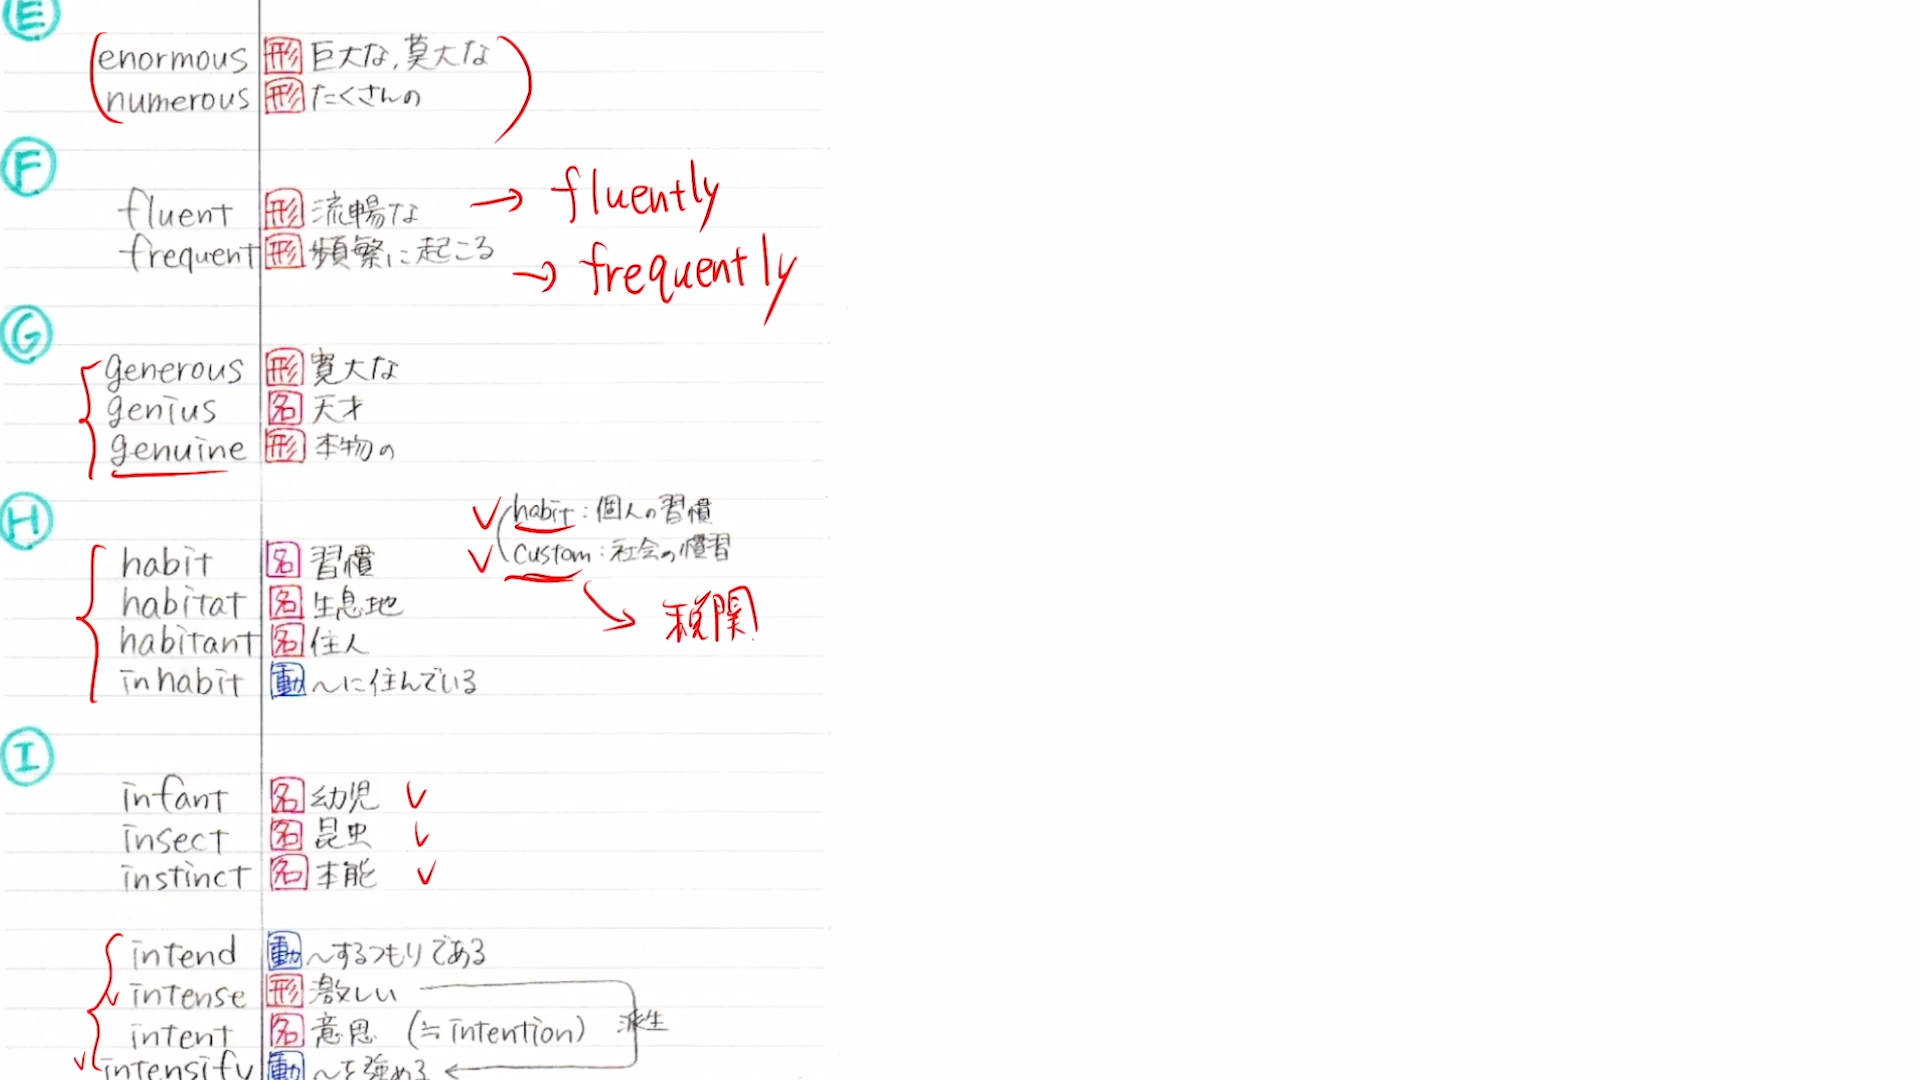 E
enormous 形 巨大な,莫大な
numerous 形 たくさんの
F
fluent 形 流暢な → fluently
frequent 形 頻繁に起こる → frequently
G
generous 形 寛大な
genius 名 天才
genuine 形 本物の
H
habit:個人の習慣
custom:社会の慣習
habit 名 習慣
habitat 名 生息地
税関
habitant 名 住人
inhabit 動 ~に住んでいる
I
infant 名 幼児
insect 名 昆虫
instinct 名 本能
intend 動 ~するつもりである
intense 形 激しい
intent 名 意思 (≒intention) 派生
intensify 動 ~を強める